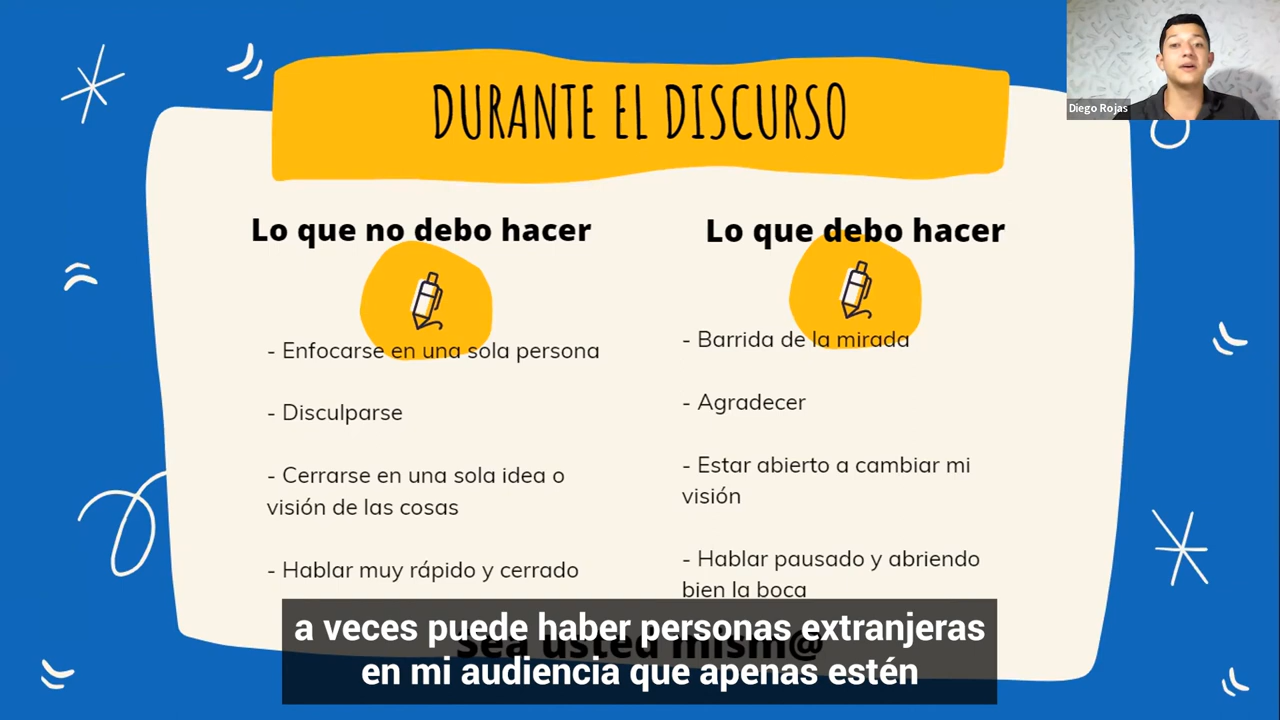 DURANTE EL DISCURSO
Diego Rojas
Lo que no debo hacer
- Enfocarse en una sola persona
- Disculparse
- Cerrarse en una sola idea o
visión de las cosas
- Hablar muy rápido y cerrado
Lo que debo hacer
- Barrida de la mirada
- Agradecer
- Estar abierto a cambiar mi
visión
- Hablar pausado y abriendo
bien la boca
Sea usted mism@
a veces puede haber personas extranjeras
en mi audiencia que apenas estén